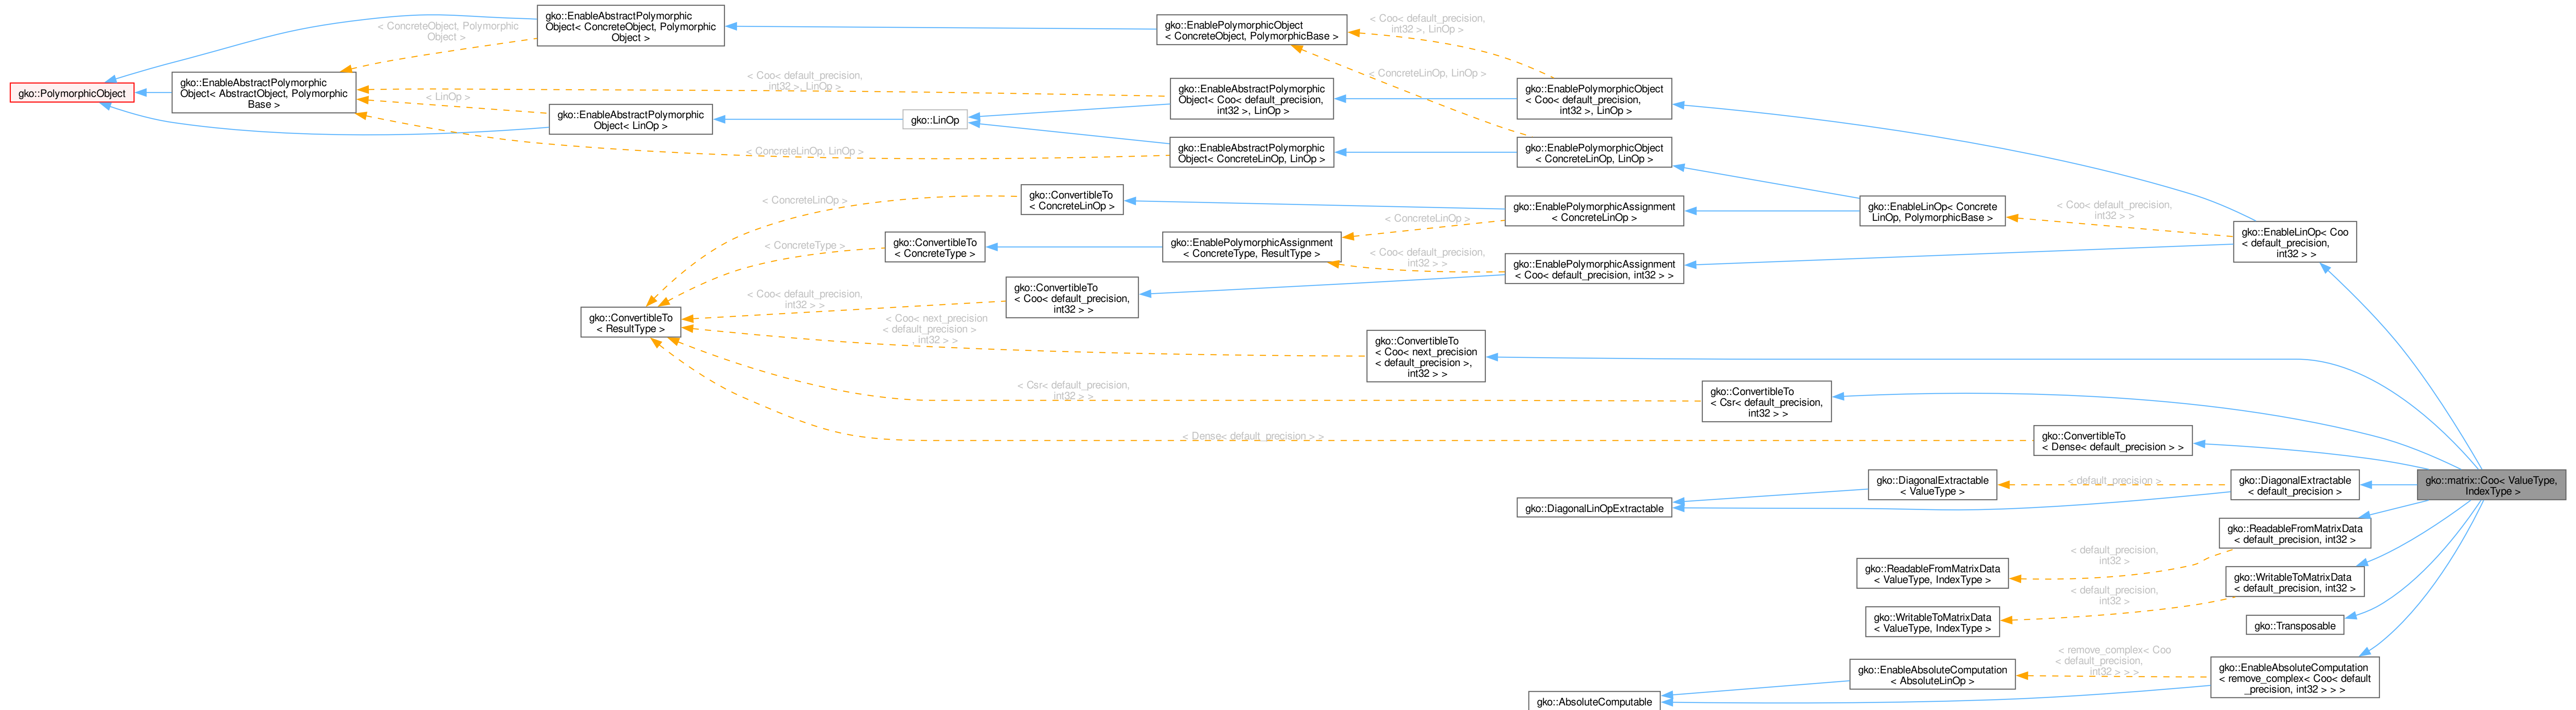 gko::PolymorphicObject
gko::EnableAbstractPolymorphic
Object< AbstractObject, Polymorphic
Base >
< ConcreteObject, Polymorphic
Object >
gko::EnableAbstractPolymorphic
Object< ConcreteObject, Polymorphic
Object >
< LinOp >
gko::EnableAbstractPolymorphic
Object< LinOp >
< Coo< default_precision,
int32 >, LinOp >
< ConcreteLinOp, LinOp >
gko::LinOp
gko::EnablePolymorphicObject
< ConcreteObject, PolymorphicBase >
gko::EnableAbstractPolymorphic
Object< Coo< default_precision,
int32 >, LinOp >
gko::EnableAbstractPolymorphic
Object< ConcreteLinOp, LinOp >
< Coo< default_precision,
int32 >, LinOp >
< ConcreteLinOp, LinOp >
gko::EnablePolymorphicObject
< Coo< default_precision,
int32 >, LinOp >
gko::EnablePolymorphicObject
< ConcreteLinOp, LinOp >
gko::ConvertibleTo
< ResultType >
< ConcreteLinOp >
< ConcreteType >
< Coo< default_precision,
int32 > >
< Coo< next_precision
< default_precision >
, int32 > >
gko::ConvertibleTo
< ConcreteLinOp >
gko::ConvertibleTo
< ConcreteType >
gko::ConvertibleTo
< Coo< default_precision,
int32 > >
gko::EnablePolymorphicAssignment
< ConcreteType, ResultType >
< ConcreteLinOp >
< Coo< default_precision,
int32 > >
gko::EnablePolymorphicAssignment
< ConcreteLinOp >
gko::EnablePolymorphicAssignment
< Coo< default_precision, int32 > >
gko::EnableLinOp< Concrete
LinOp, PolymorphicBase >
< Coo< default_precision,
int32 > >
gko::EnableLinOp< Coo
< default_precision,
int32 > >
gko::ConvertibleTo
< Coo< next_precision
< default_precision >,
int32 > >
< Csr< default_precision,
int32 > >
gko::ConvertibleTo
< Csr< default_precision,
int32 > >
< Dense< default_precision > >
gko::ConvertibleTo
< Dense< default_precision > >
gko::matrix::Coo< ValueType,
IndexType >
gko::DiagonalLinOpExtractable
gko::DiagonalExtractable
< ValueType >
< default_precision >
gko::DiagonalExtractable
< default_precision >
gko::ReadableFromMatrixData
< ValueType, IndexType >
< default_precision,
int32 >
gko::ReadableFromMatrixData
< default_precision, int32 >
gko::WritableToMatrixData
< ValueType, IndexType >
< default_precision,
int32 >
gko::WritableToMatrixData
< default_precision, int32 >
gko::Transposable
gko::AbsoluteComputable
gko::EnableAbsoluteComputation
< AbsoluteLinOp >
< remove_complex< Coo
< default_precision,
int32 > > >
gko::EnableAbsoluteComputation
< remove_complex< Coo< default
_precision, int32 > > >